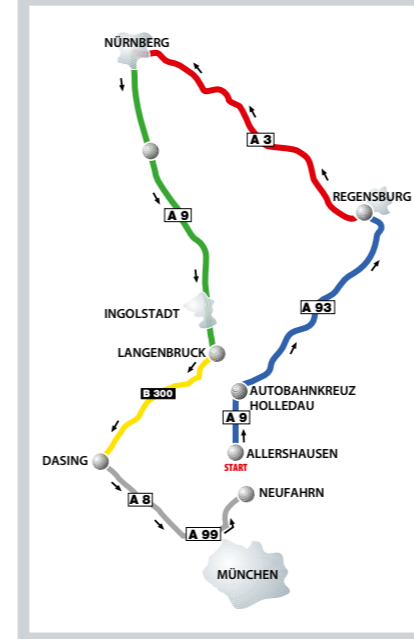 NÜRNBERG
A 3
REGENSBURG
A 9
A 93
INGOLSTADT
LANGENBRUCK
B 300
AUTOBAHNKREUZ
HOLLEDAU
A 9
ALLERSHAUSEN
START
DASING
A 8
NEUFAHRN
A 99
MÜNCHEN